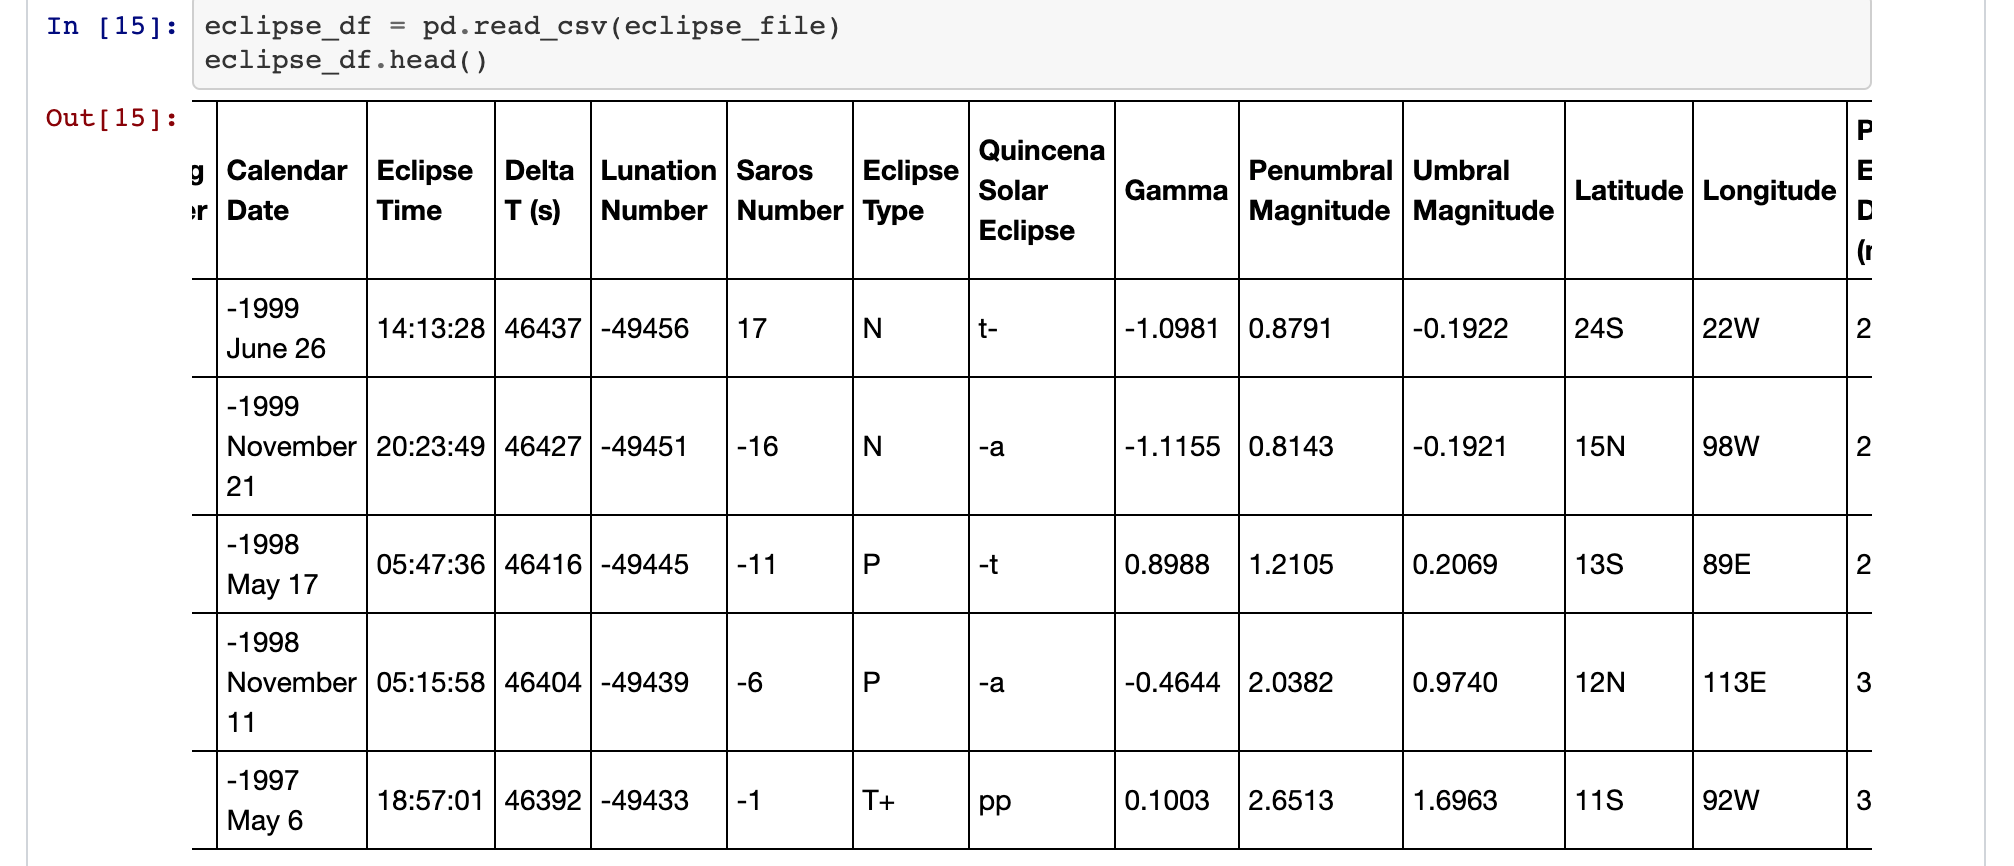 In [15]: eclipse_df = pd.read_csv(eclipse_file)
eclipse_df.head()
Out[15]:
Calendar Date Eclipse Time Delta T (s) Lunation Number Saros Number Eclipse Type Quincena Solar Eclipse Gamma Penumbral Magnitude Umbral Magnitude Latitude Longitude
-1999 June 26 14:13:28 46437 -49456 17 N t- -1.0981 0.8791 -0.1922 24S 22W 2
-1999 November 21 20:23:49 46427 -49451 -16 N -a -1.1155 0.8143 -0.1921 15N 98W 2
-1998 May 17 05:47:36 46416 -49445 -11 P -t 0.8988 1.2105 0.2069 13S 89E 2
-1998 November 11 05:15:58 46404 -49439 -6 P -a -0.4644 2.0382 0.9740 12N 113E 3
-1997 May 6 18:57:01 46392 -49433 -1 T+ pp 0.1003 2.6513 1.6963 11S 92W 3